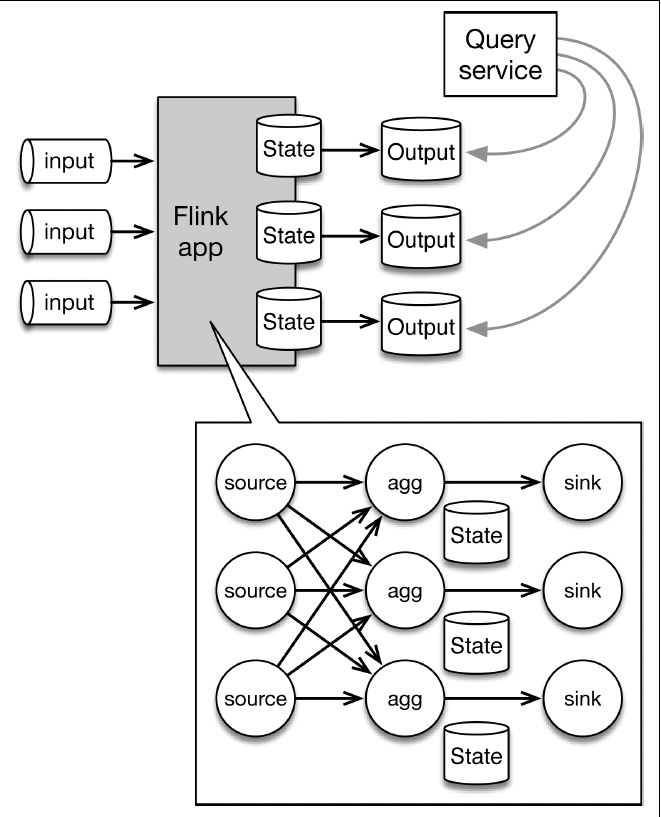 Query
service
input
State
Output
input
Flink
app
State
Output
input
State
Output
source
agg
sink
State
source
agg
sink
State
source
agg
sink
State